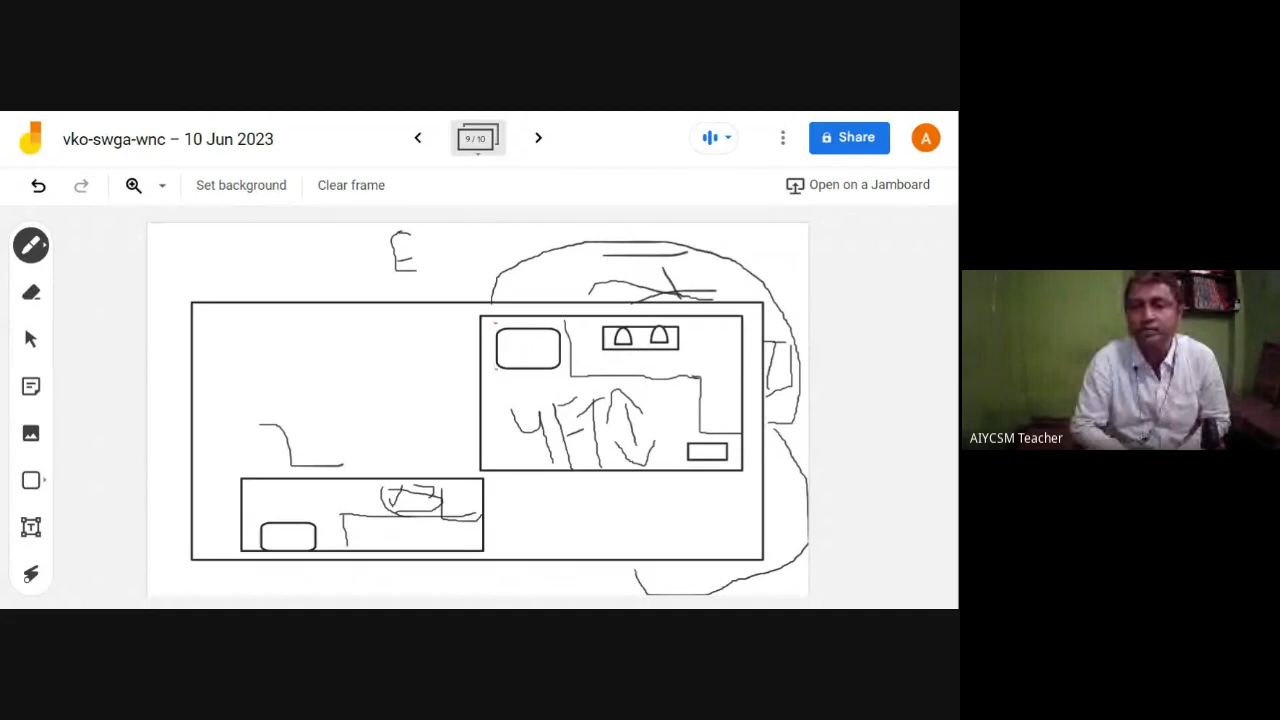 vko-swga-wnc – 10 Jun 2023
9 / 10
Share
A
Set background
Clear frame
Open on a Jamboard
E
T
AIYCSM Teacher